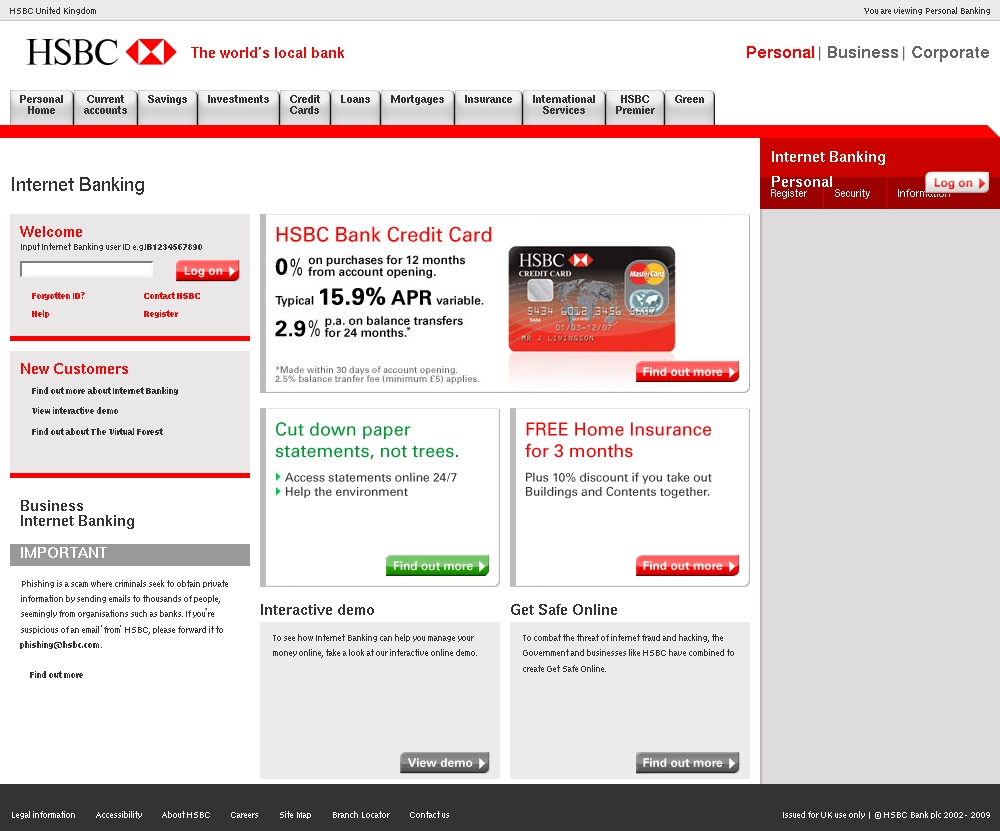 HSBC United Kingdom
You are viewing Personal Banking
HSBC
The world's local bank
Personal | Business | Corporate
Personal Home
Current accounts
Savings
Investments
Credit Cards
Loans
Mortgages
Insurance
International Services
HSBC Premier
Green
Internet Banking
Personal
Log on
Register
Security
Information
Internet Banking
Welcome
Input Internet Banking user ID e.g.IB1234567890
Log on
Forgotten ID?
Contact HSBC
Help
Register
New Customers
Find out more about Internet Banking
View interactive demo
Find out about The Virtual Forest
Business
Internet Banking
IMPORTANT
Phishing is a scam where criminals seek to obtain private
information by sending emails to thousands of people,
seemingly from organisations such as banks. If you're
suspicious of an email 'from' HSBC, please forward it to
phishing@hsbc.com.
Find out more
HSBC Bank Credit Card
0% on purchases for 12 months
from account opening.
Typical 15.9% APR variable.
2.9% p.a. on balance transfers
for 24 months.*
*Made within 30 days of account opening.
2.5% balance tranfer fee (minimum £5) applies.
HSBC
CREDIT CARD
MasterCard
5434 6012 3456
01/03-12/07
MR J LIVINGSON
Find out more
Cut down paper
statements, not trees.
Access statements online 24/7
Help the environment
Find out more
FREE Home Insurance
for 3 months
Plus 10% discount if you take out
Buildings and Contents together.
Find out more
Interactive demo
To see how Internet Banking can help you manage your
money online, take a look at our interactive online demo.
View demo
Get Safe Online
To combat the threat of internet fraud and hacking, the
Government and businesses like HSBC have combined to
create Get Safe Online.
Find out more
Legal information
Accessibility
About HSBC
Careers
Site Map
Branch Locator
Contact us
Issued for UK use only | © HSBC Bank plc 2002 - 2009